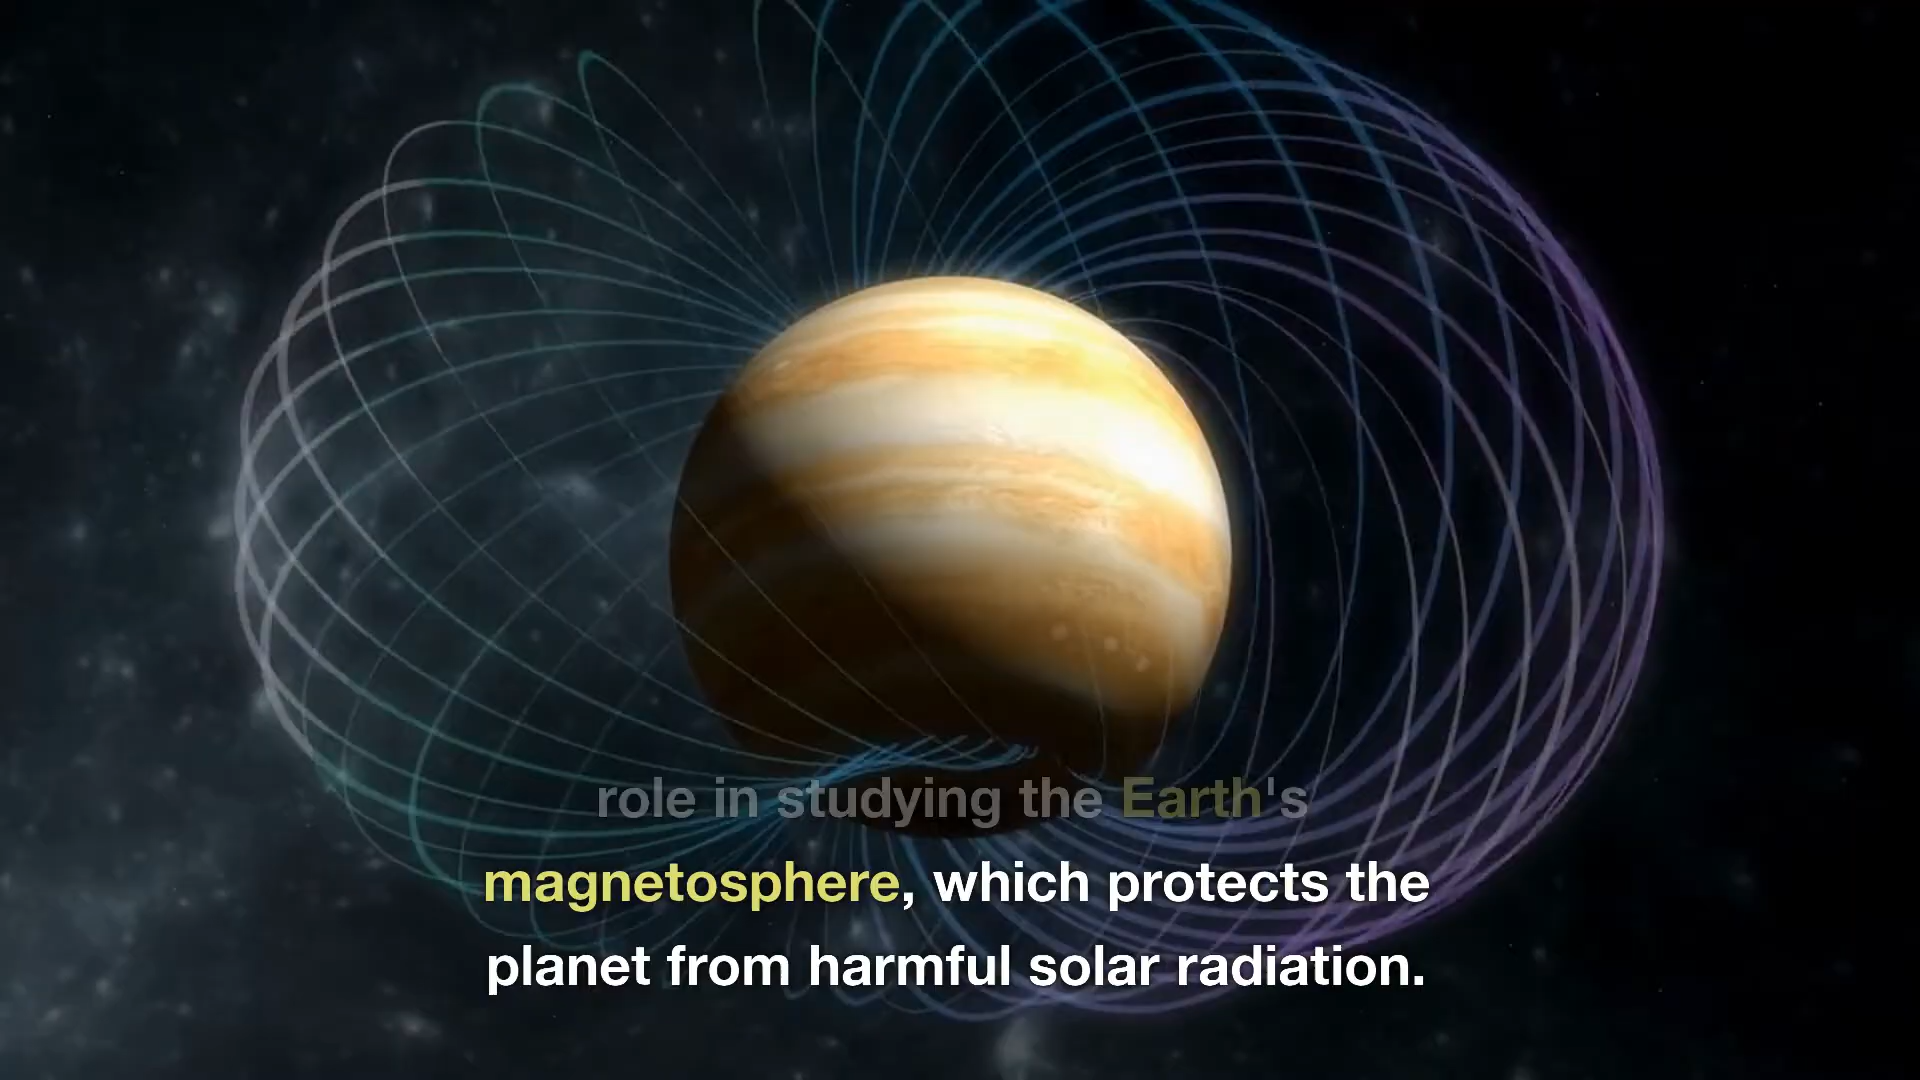 role in studying the Earth's
magnetosphere, which protects the
planet from harmful solar radiation.